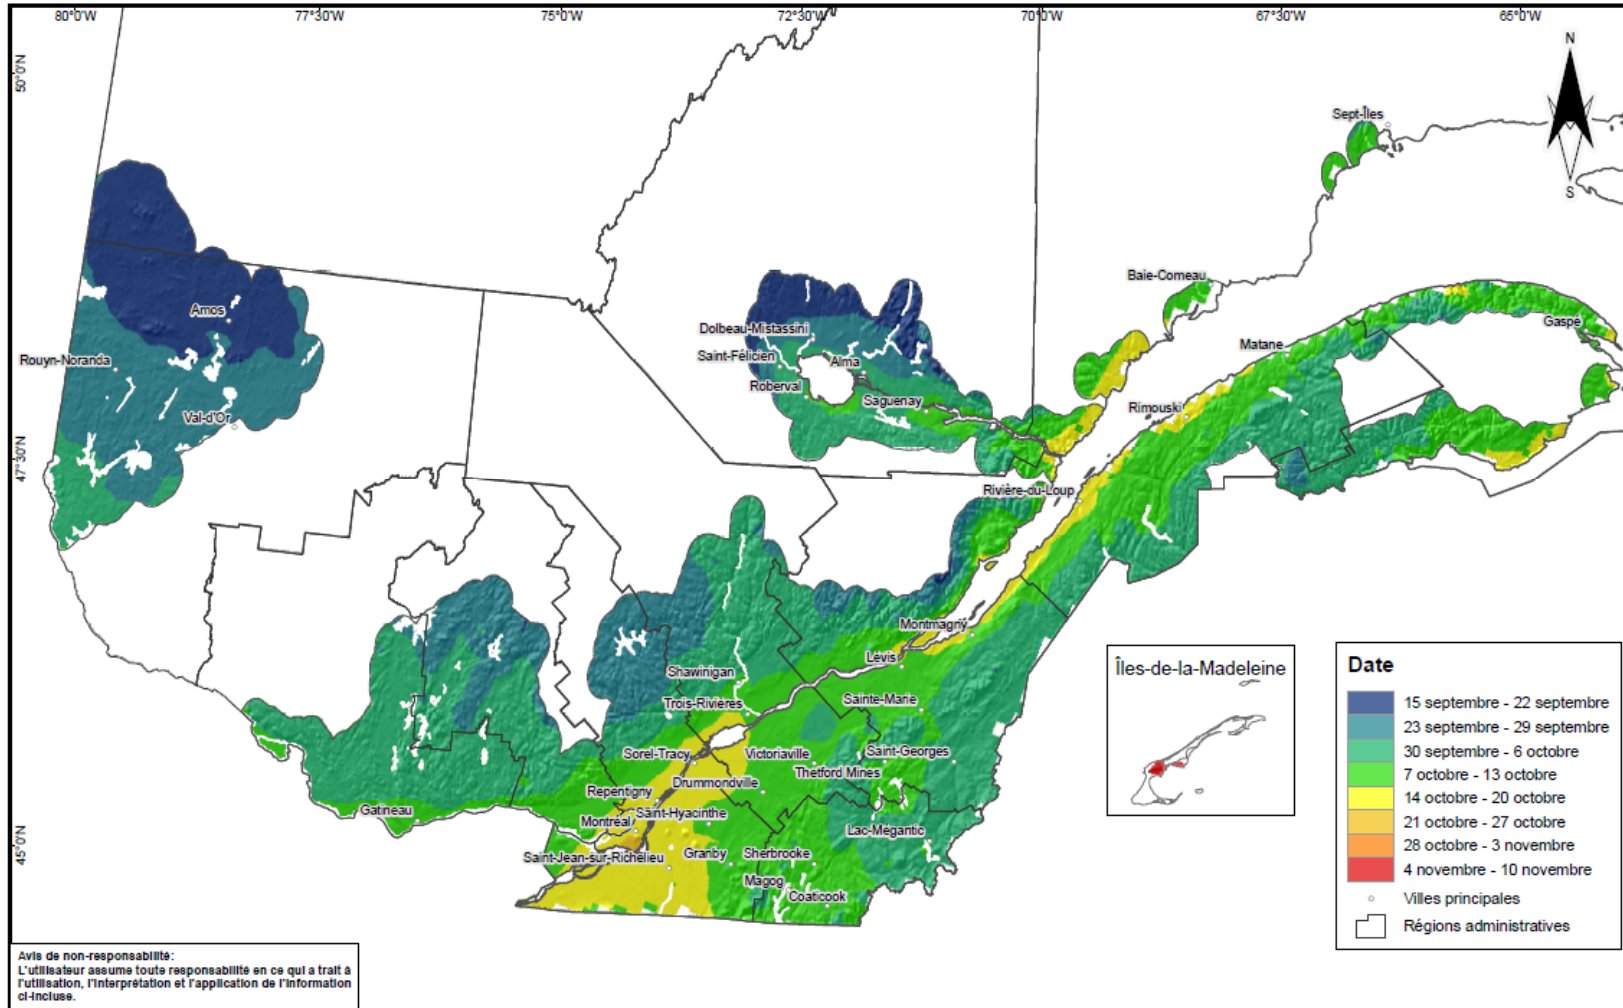 80°0'W
77°30'W
75°0'W
72°30'W
70°0'W
67°30'W
65°0'W
50°0'N
N
S
Sept-Îles
Baie-Comeau
Amos
Dolbeau-Mistassini
Gaspé
Rouyn-Noranda
Saint-Félicien
Alma
Matane
Roberval
Saguenay
Rimouski
Val-d'Or
47°30'N
Rivière-du-Loup
Montmagny
Lévis
Shawinigan
Sainte-Marie
Trois-Rivières
Sorel-Tracy
Victoriaville
Saint-Georges
Thetford Mines
Drummondville
Repentigny
Gatineau
Saint-Hyacinthe
Montréal
Lac-Mégantic
45°0'N
Saint-Jean-sur-Richelieu
Granby
Sherbrooke
Magog
Coaticook
Îles-de-la-Madeleine
Date
15 septembre - 22 septembre
23 septembre - 29 septembre
30 septembre - 6 octobre
7 octobre - 13 octobre
14 octobre - 20 octobre
21 octobre - 27 octobre
28 octobre - 3 novembre
4 novembre - 10 novembre
Villes principales
Régions administratives
Avis de non-responsabilité:
L'utilisateur assume toute responsabilité en ce qui a trait à
l'utilisation, l'interprétation et l'application de l'information
ci-incluse.